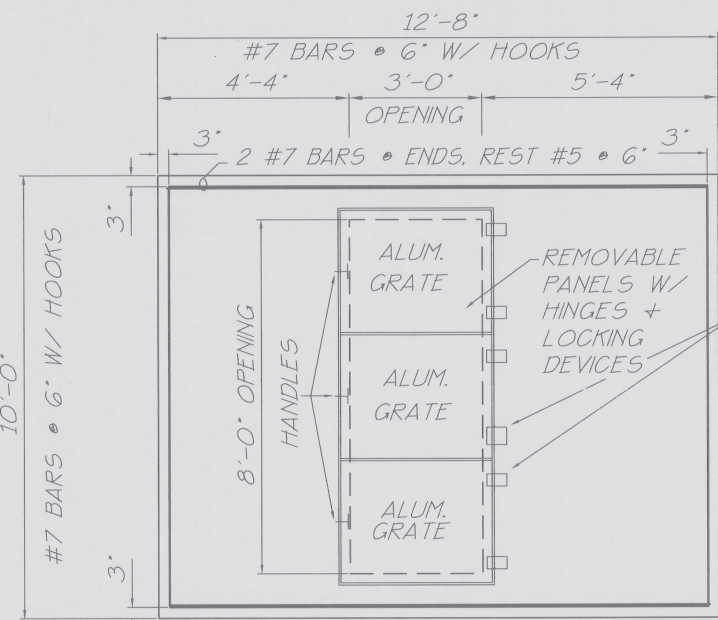 12'-8"
#7 BARS @ 6" W/ HOOKS
4'-4"
3'-0"
5'-4"
OPENING
3"
3"
2 #7 BARS @ ENDS, REST #5 @ 6"
3"
#7 BARS @ 6" W/ HOOKS
10'-0"
8'-0" OPENING
HANDLES
ALUM.
GRATE
ALUM.
GRATE
ALUM.
GRATE
REMOVABLE
PANELS W/
HINGES +
LOCKING
DEVICES
3"